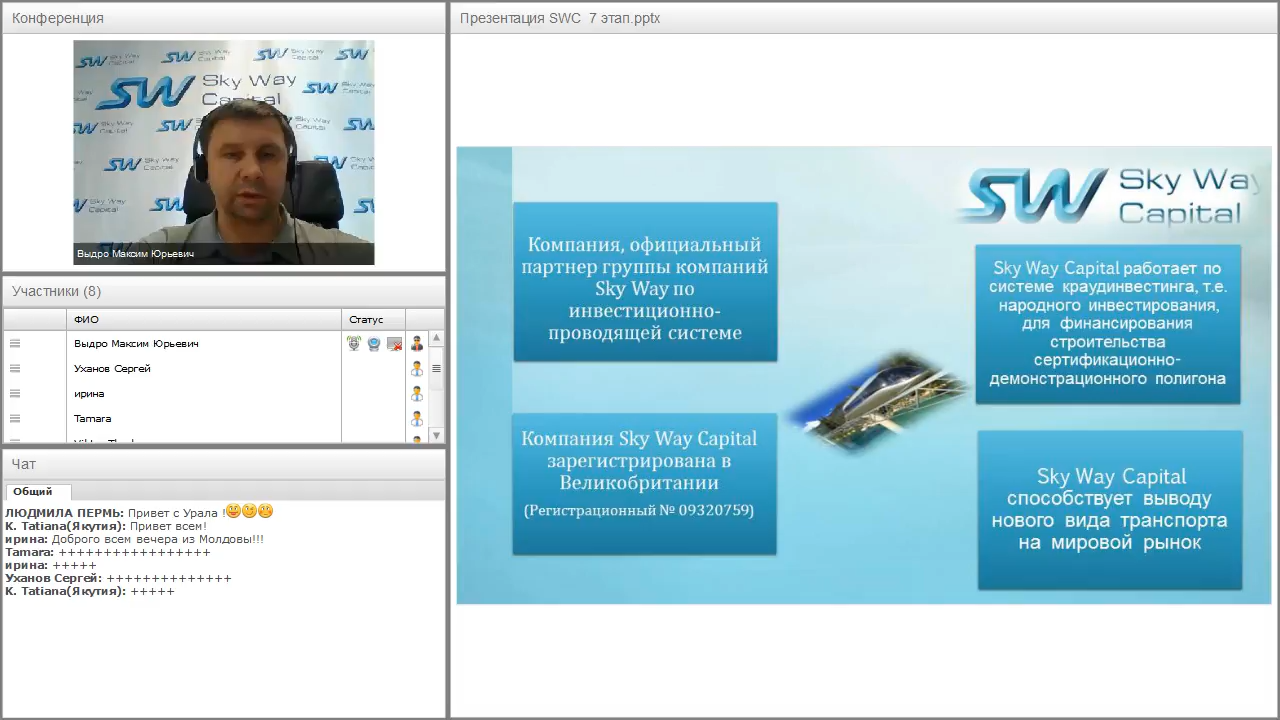 Конференция
SW Sky Way
Capital
Выдро Максим Юрьевич
Участники (8)
ФИО
Статус
Выдро Максим Юрьевич
Уханов Сергей
ирина
Tamara
Чат
Общий
ЛЮДМИЛА ПЕРМЬ: Привет с Урала !
K. Tatiana(Якутия): Привет всем!
ирина: Доброго всем вечера из Молдовы!!!
Tamara: +++++++++++++++++
ирина: +++++
Уханов Сергей: ++++++++++++++
K. Tatiana(Якутия): +++++
Презентация SWC 7 этап.pptx
SW Sky Way
Capital
Компания, официальный
партнер группы компаний
Sky Way по
инвестиционно-
проводящей системе
Sky Way Capital работает по
системе краудинвестинга, т.е.
народного инвестирования,
для финансирования
строительства
сертификационно-
демонстрационного полигона
Компания Sky Way Capital
зарегистрирована в
Великобритании
(Регистрационный № 09320759)
Sky Way Capital
способствует выводу
нового вида транспорта
на мировой рынок